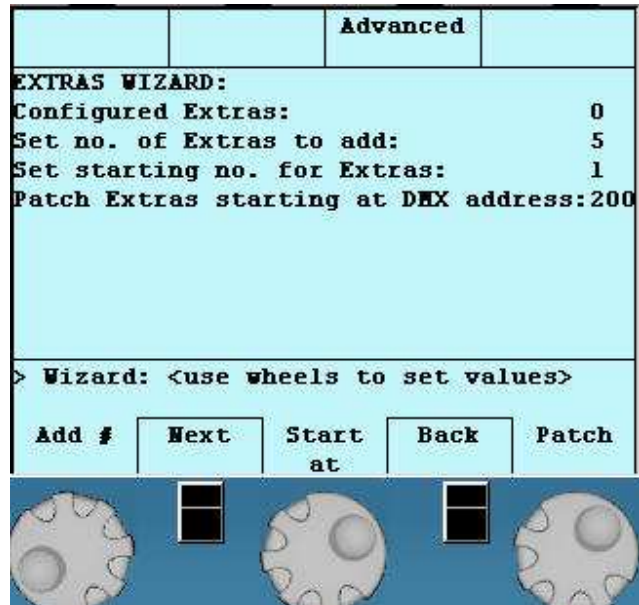 Advanced
EXTRAS WIZARD:
Configured Extras: 0
Set no. of Extras to add: 5
Set starting no. for Extras: 1
Patch Extras starting at DMX address:200
> Wizard: <use wheels to set values>
Add # Next Start at Back Patch